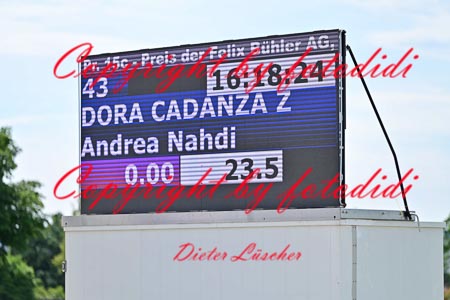 Pr. 15g - Preis der Felix Bühler AG,
43 16.18.24
DORA CADANZA Z
Andrea Nahdi
0.00 23.5
Copyright by fotodidi
Copyright by fotodidi
Dieter Lüscher